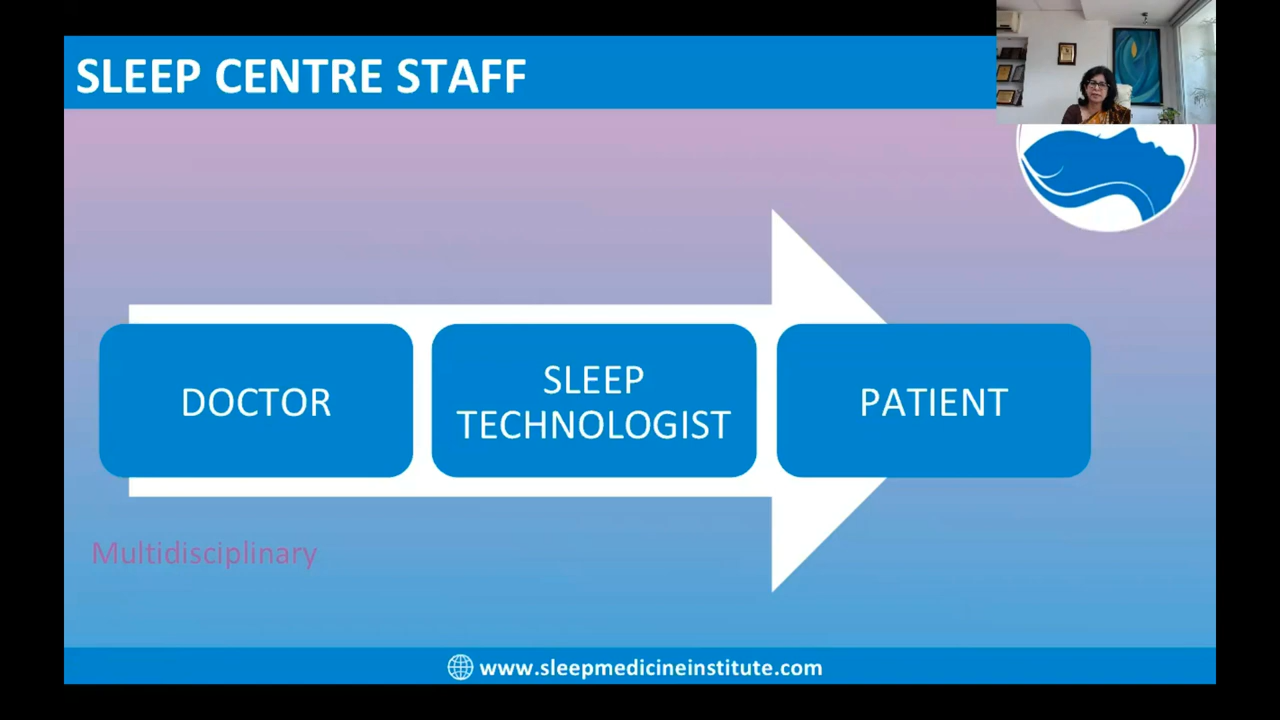 SLEEP CENTRE STAFF
DOCTOR
SLEEP
TECHNOLOGIST
PATIENT
Multidisciplinary
www.sleepmedicineinstitute.com